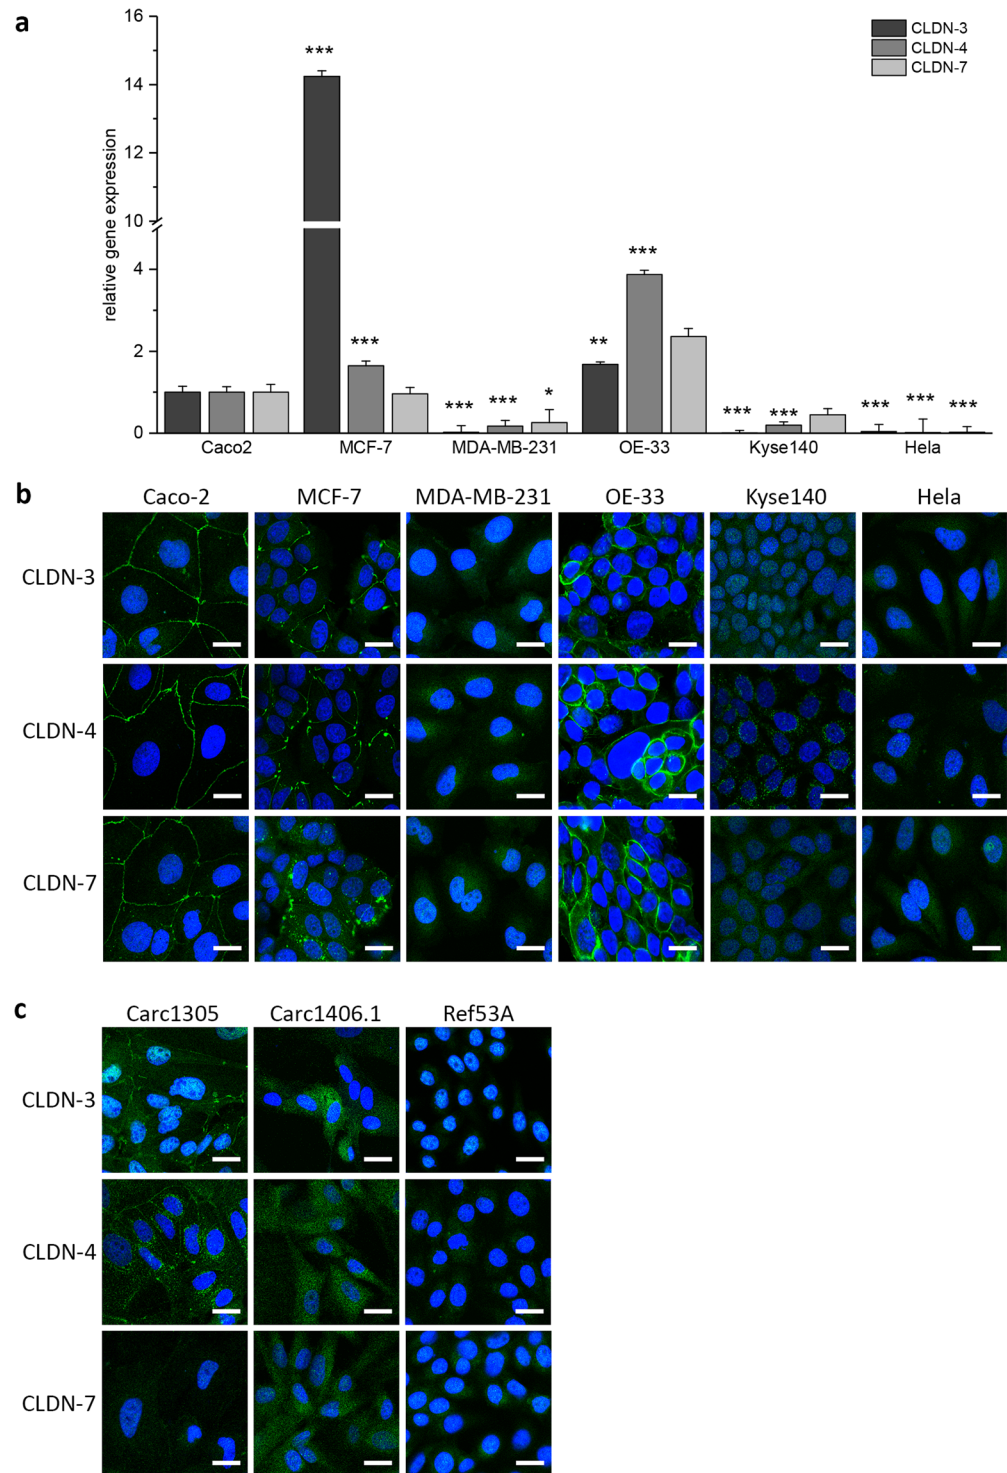 a
16
14
12
10
4
2
0
relative gene expression
CLDN-3
CLDN-4
CLDN-7
***
***
***
***
*
**
***
***
***
***
***
***
Caco2
MCF-7
MDA-MB-231
OE-33
Kyse140
Hela
b
Caco-2
MCF-7
MDA-MB-231
OE-33
Kyse140
Hela
CLDN-3
CLDN-4
CLDN-7
c
Carc1305
Carc1406.1
Ref53A
CLDN-3
CLDN-4
CLDN-7